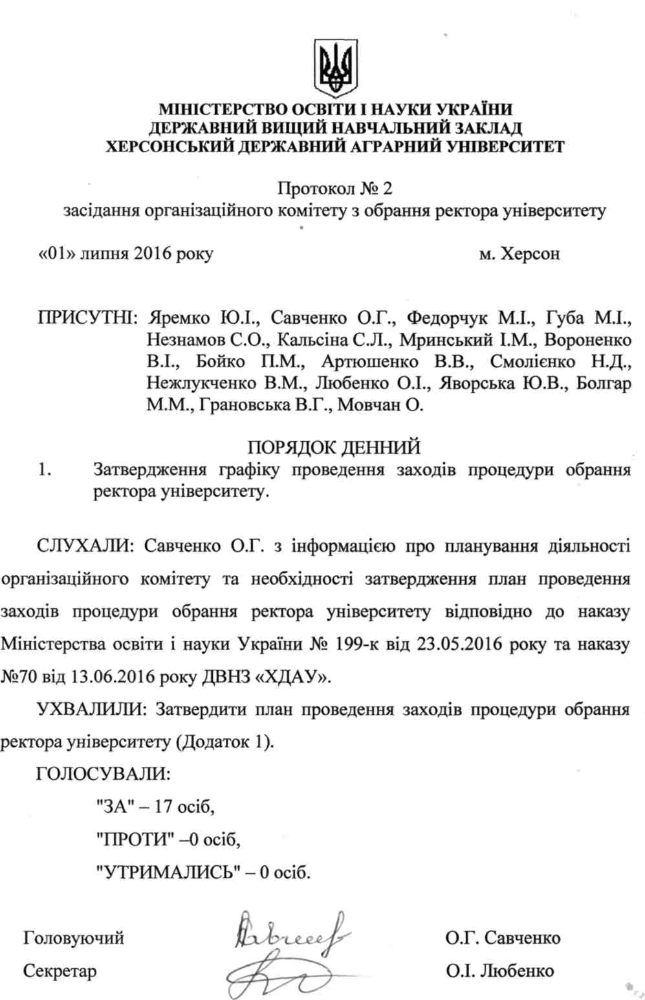 МІНІСТЕРСТВО ОСВІТИ І НАУКИ УКРАЇНИ
ДЕРЖАВНИЙ ВИЩИЙ НАВЧАЛЬНИЙ ЗАКЛАД
ХЕРСОНСЬКИЙ ДЕРЖАВНИЙ АГРАРНИЙ УНІВЕРСИТЕТ
Протокол № 2
засідання організаційного комітету з обрання ректора університету
«01» липня 2016 року м. Херсон
ПРИСУТНІ: Яремко Ю.І., Савченко О.Г., Федорчук М.І., Губа М.І.,
Незнамов С.О., Кальсіна С.Л., Мринський І.М., Вороненко
В.І., Бойко П.М., Артюшенко В.В., Смолієнко Н.Д.,
Нежлукченко В.М., Любенко О.І., Яворська Ю.В., Болгар
М.М., Грановська В.Г., Мовчан О.
ПОРЯДОК ДЕННИЙ
1. Затвердження графіку проведення заходів процедури обрання
ректора університету.
СЛУХАЛИ: Савченко О.Г. з інформацією про планування діяльності
організаційного комітету та необхідності затвердження план проведення
заходів процедури обрання ректора університету відповідно до наказу
Міністерства освіти і науки України № 199-к від 23.05.2016 року та наказу
№70 від 13.06.2016 року ДВНЗ «ХДАУ».
УХВАЛИЛИ: Затвердити план проведення заходів процедури обрання
ректора університету (Додаток 1).
ГОЛОСУВАЛИ:
"ЗА" – 17 осіб,
"ПРОТИ" –0 осіб,
"УТРИМАЛИСЬ" – 0 осіб.
Головуючий О.Г. Савченко
Секретар О.І. Любенко